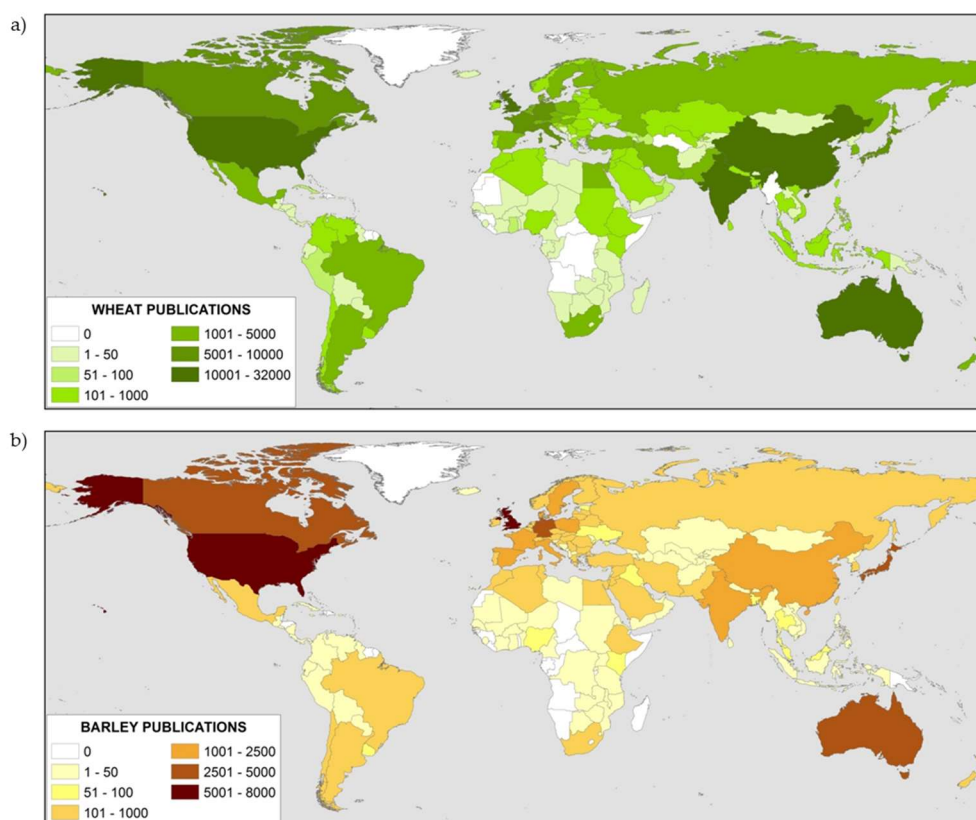 a)
WHEAT PUBLICATIONS
0
1 - 50
51 - 100
101 - 1000
1001 - 5000
5001 - 10000
10001 - 32000
b)
BARLEY PUBLICATIONS
0
1 - 50
51 - 100
101 - 1000
1001 - 2500
2501 - 5000
5001 - 8000